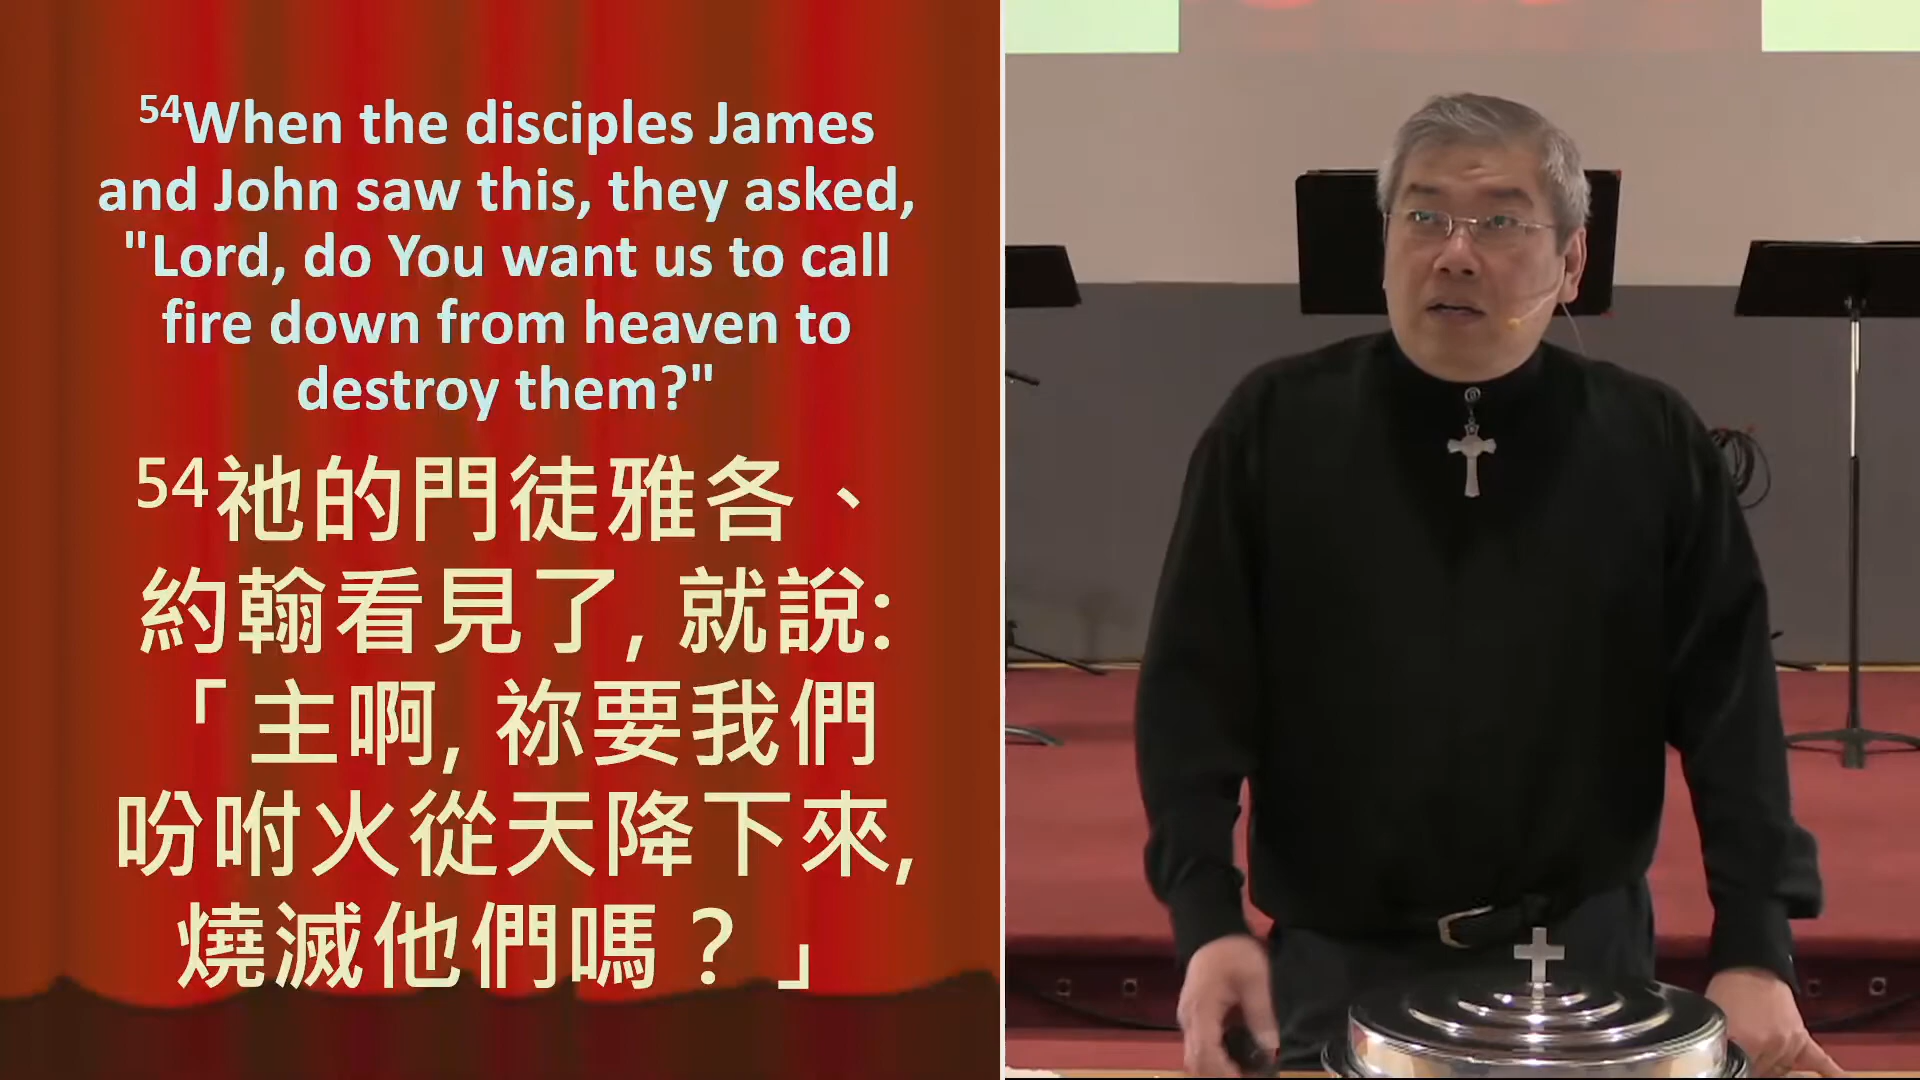 54When the disciples James
and John saw this, they asked,
"Lord, do You want us to call
fire down from heaven to
destroy them?"
54祂的門徒雅各、
約翰看見了, 就說:
「主啊, 祢要我們
吩咐火從天降下來,
燒滅他們嗎？」